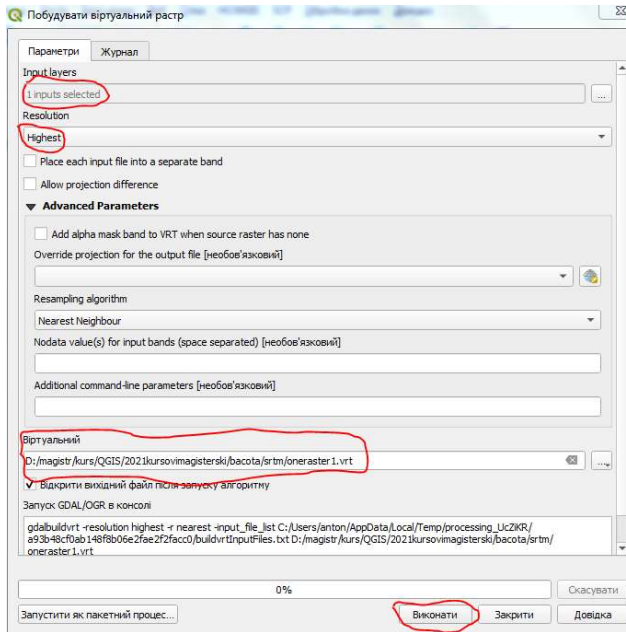 Побудувати віртуальний растр
Параметри
Журнал
Input layers
1 inputs selected
...
Resolution
Highest
Place each input file into a separate band
Allow projection difference
Advanced Parameters
Add alpha mask band to VRT when source raster has none
Override projection for the output file [необов'язковий]
Resampling algorithm
Nearest Neighbour
Nodata value(s) for input bands (space separated) [необов'язковий]
Additional command-line parameters [необов'язковий]
Віртуальний
D:/magistr/kurs/QGIS/2021kursovimagisterski/bacota/srtm/oneraster1.vrt
...
Відкрити вихідний файл після запуску алгоритму
Запуск GDAL/OGR в консолі
gdalbuildvrt -resolution highest -r nearest -input_file_list C:/Users/anton/AppData/Local/Temp/processing_UcZiKR/
a93b48cf0ab148f8b06e2fae2f2facc0/buildvrtInputFiles.txt D:/magistr/kurs/QGIS/2021kursovimagisterski/bacota/srtm/
oneraster1.vrt
0%
Скасувати
Запустити як пакетний процес...
Виконати
Закрити
Довідка